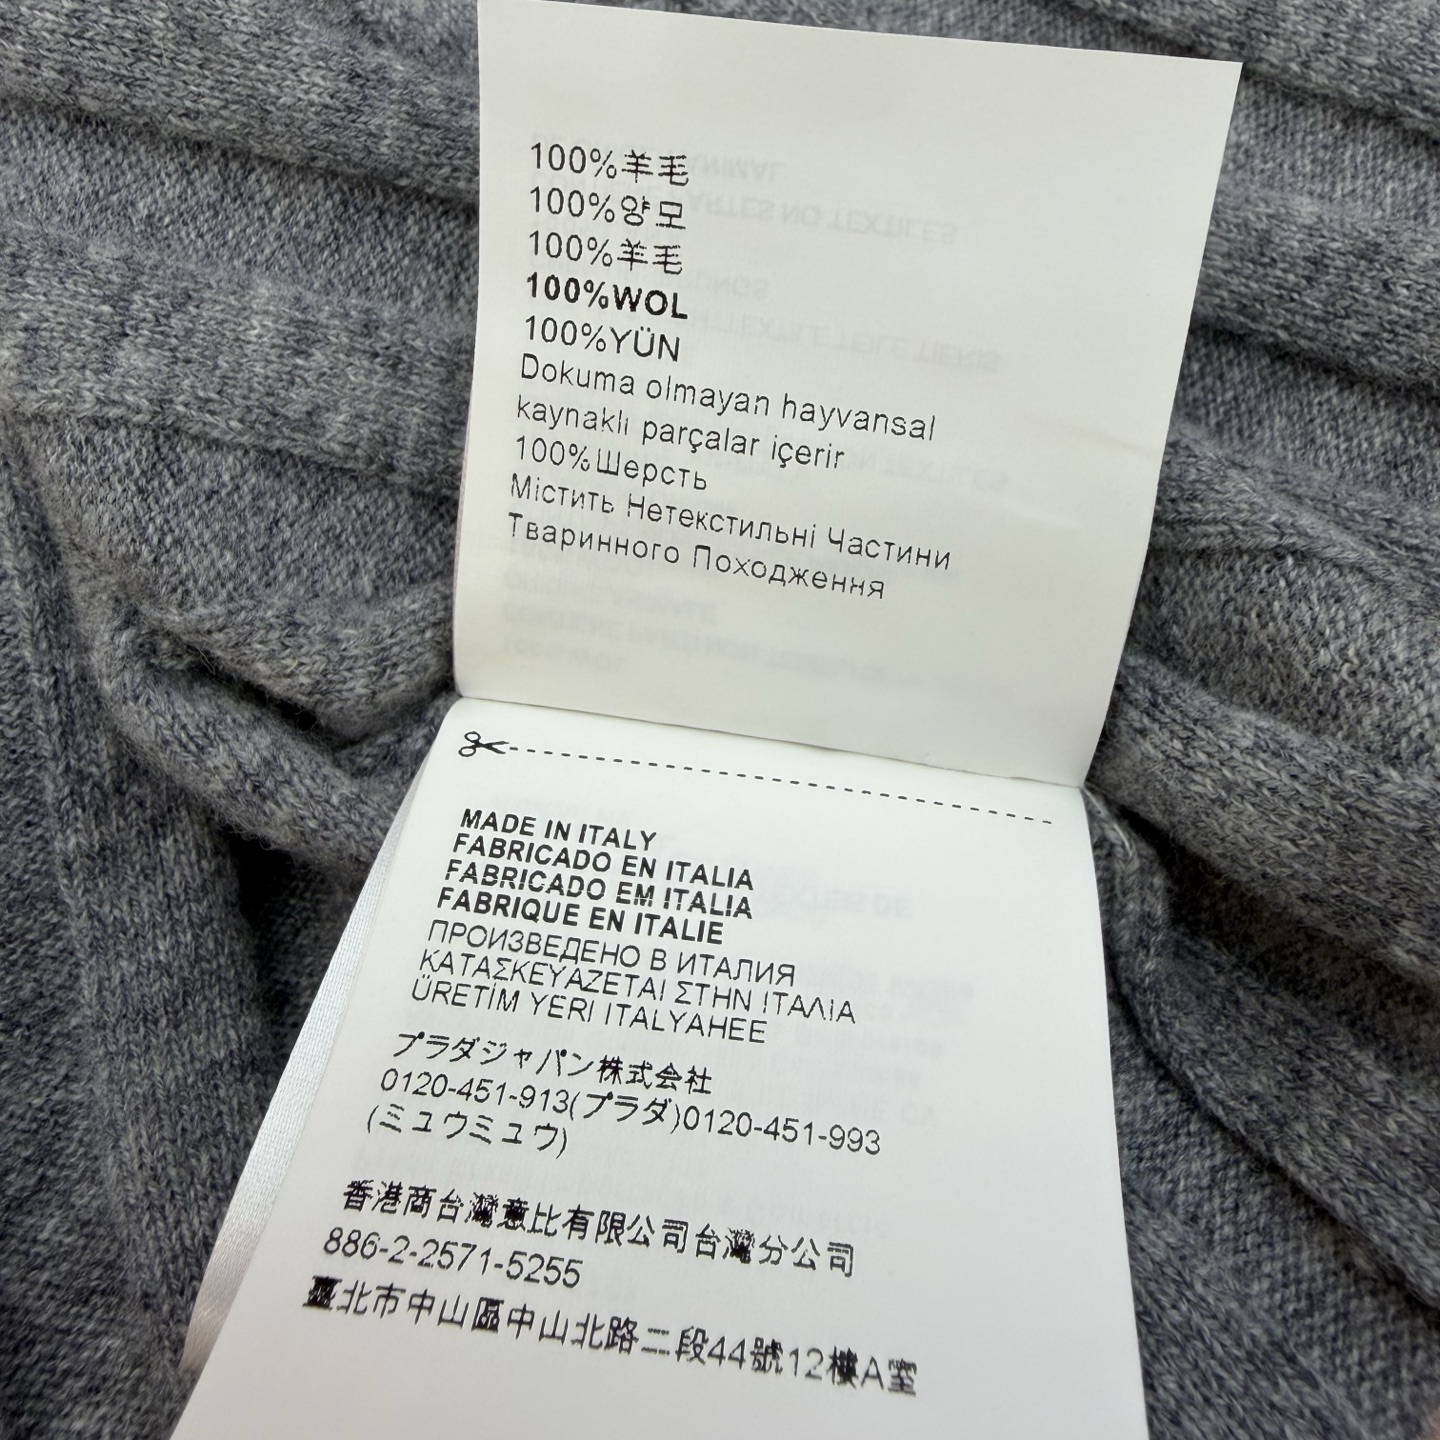 100%羊毛
100%양모
100%羊毛
100%WOL
100%YÜN
Dokuma olmayan hayvansal
kaynaklı parçalar içerir
100%Шерсть
Містить Нетекстильні Частини
Тваринного Походження
MADE IN ITALY
FABRICADO EN ITALIA
FABRICADO EM ITALIA
FABRIQUE EN ITALIE
ПРОИЗВЕДЕНО В ИТАЛИЯ
ΚΑΤΑΣΚΕΥΑΖΕΤΑΙ ΣΤΗΝ ΙΤΑΛΙΑ
ÜRETİM YERI ITALYAHEE
プラダジャパン株式会社
0120-451-913(プラダ)0120-451-993
(ミュウミュウ)
香港商台灣意比有限公司台灣分公司
886-2-2571-5255
臺北市中山區中山北路二段44號12樓A室